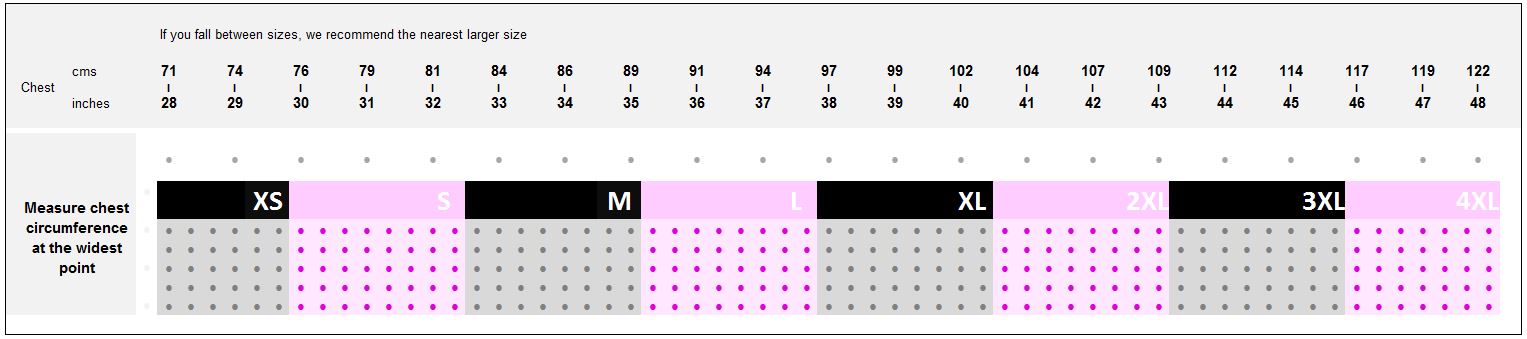 If you fall between sizes, we recommend the nearest larger size
cms 71 74 76 79 81 84 86 89 91 94 97 99 102 104 107 109 112 114 117 119 122
Chest
inches 28 29 30 31 32 33 34 35 36 37 38 39 40 41 42 43 44 45 46 47 48
XS S M L XL 2XL 3XL 4XL
Measure chest
circumference
at the widest
point